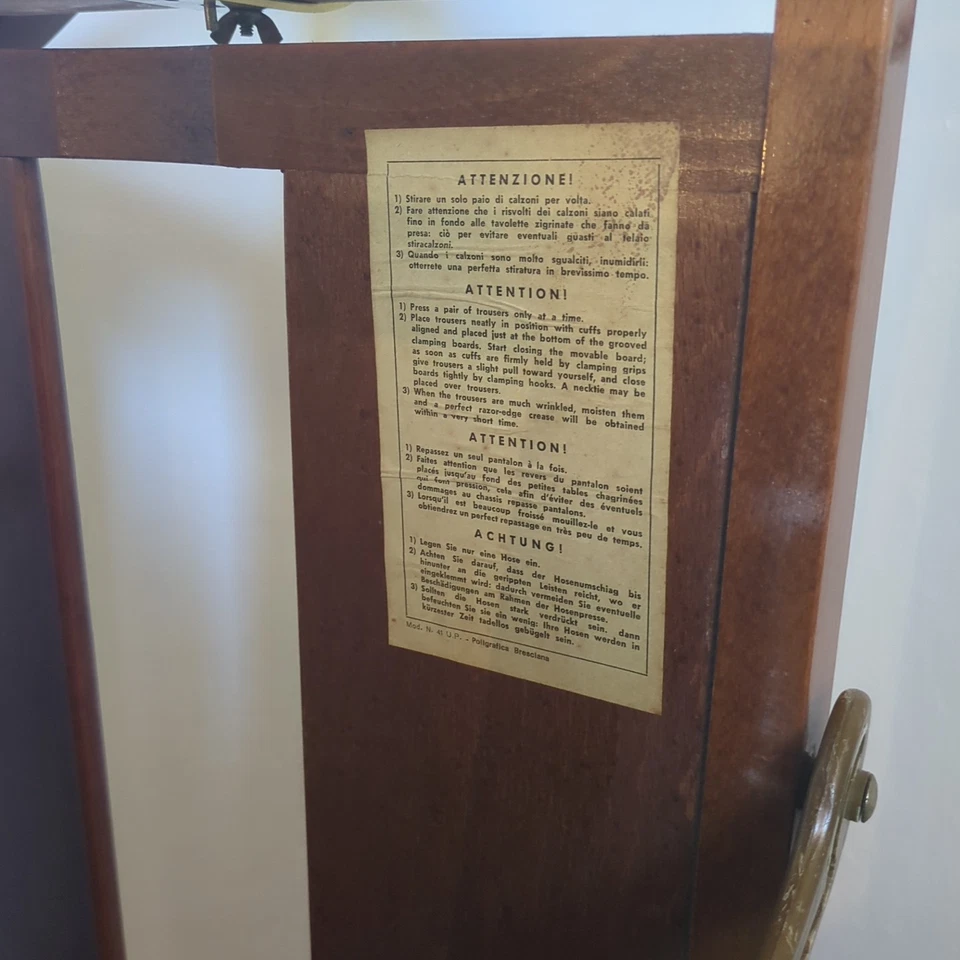 ATTENZIONE!
1) Stirare un solo paio di calzoni per volta.
2) Fare attenzione che i risvolti dei calzoni siano calati
fino in fondo alle tavolette zigrinate che fanno da
presa: ciò per evitare eventuali guasti al telaio
stiracalzoni.
3) Quando i calzoni sono molto sgualciti, inumidirli:
otterrete una perfetta stiratura in brevissimo tempo.
ATTENTION!
1) Press a pair of trousers only at a time.
2) Place trousers neatly in position with cuffs properly
aligned and placed just at the bottom of the grooved
clamping boards. Start closing the movable board;
as soon as cuffs are firmly held by clamping grips
give trousers a slight pull toward yourself, and close
boards tightly by clamping hooks. A necktie may be
placed over trousers.
3) When the trousers are much wrinkled, moisten them
and a perfect razor-edge crease will be obtained
within a very short time.
ATTENTION!
1) Repassez un seul pantalon à la fois.
2) Faites attention que les revers du pantalon soient
placés jusqu'au fond des petites tables chagrinées
qui font pression, cela afin d'éviter des éventuels
dommages au chassis repasse pantalons.
3) Lorsqu'il est beaucoup froissé mouillez-le et vous
obtiendrez un perfect repassage en très peu de temps.
ACHTUNG!
1) Legen Sie nur eine Hose ein.
2) Achten Sie darauf, dass der Hosenumschlag bis
hinunter an die gerippten Leisten reicht, wo er
eingeklemmt wird: dadurch vermeiden Sie eventuelle
Beschädigungen am Rahmen der Hosenpresse.
3) Sollten die Hosen stark verdrückt sein, dann
befeuchten Sie sie ein wenig: Ihre Hosen werden in
kürzester Zeit tadellos gebügelt sein.
Mod. N. 41 U.P. - Poligrafica Bresciana